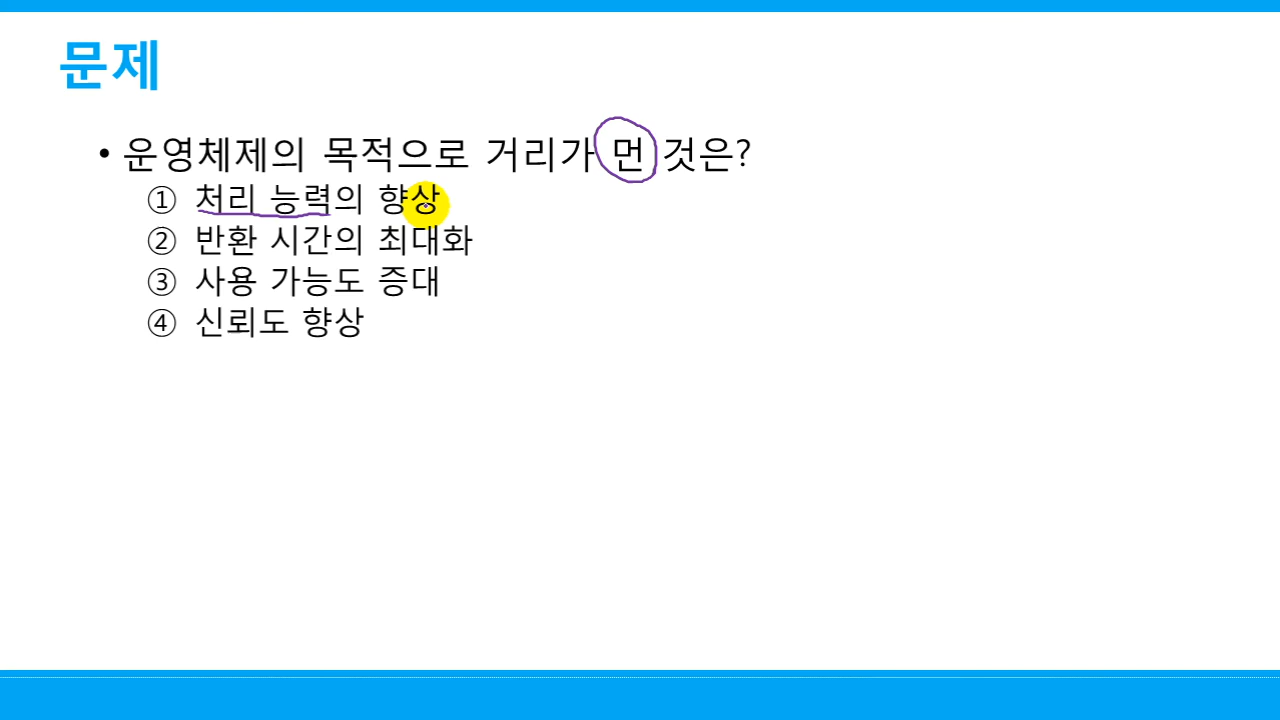 문제
• 운영체제의 목적으로 거리가 먼 것은?
① 처리 능력의 향상
② 반환 시간의 최대화
③ 사용 가능도 증대
④ 신뢰도 향상